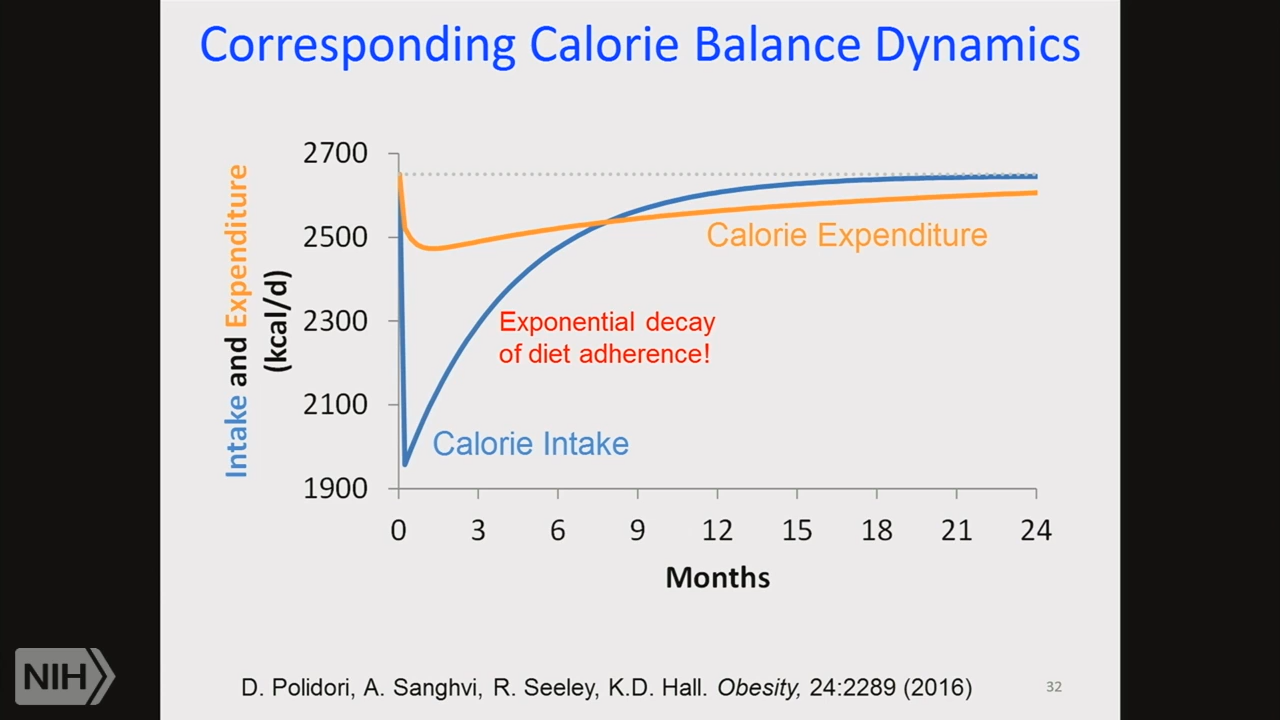 Corresponding Calorie Balance Dynamics
Intake and Expenditure
(kcal/d)
2700
2500
2300
2100
1900
Calorie Expenditure
Exponential decay
of diet adherence!
Calorie Intake
0 3 6 9 12 15 18 21 24
Months
NIH
D. Polidori, A. Sanghvi, R. Seeley, K.D. Hall. Obesity, 24:2289 (2016)
32